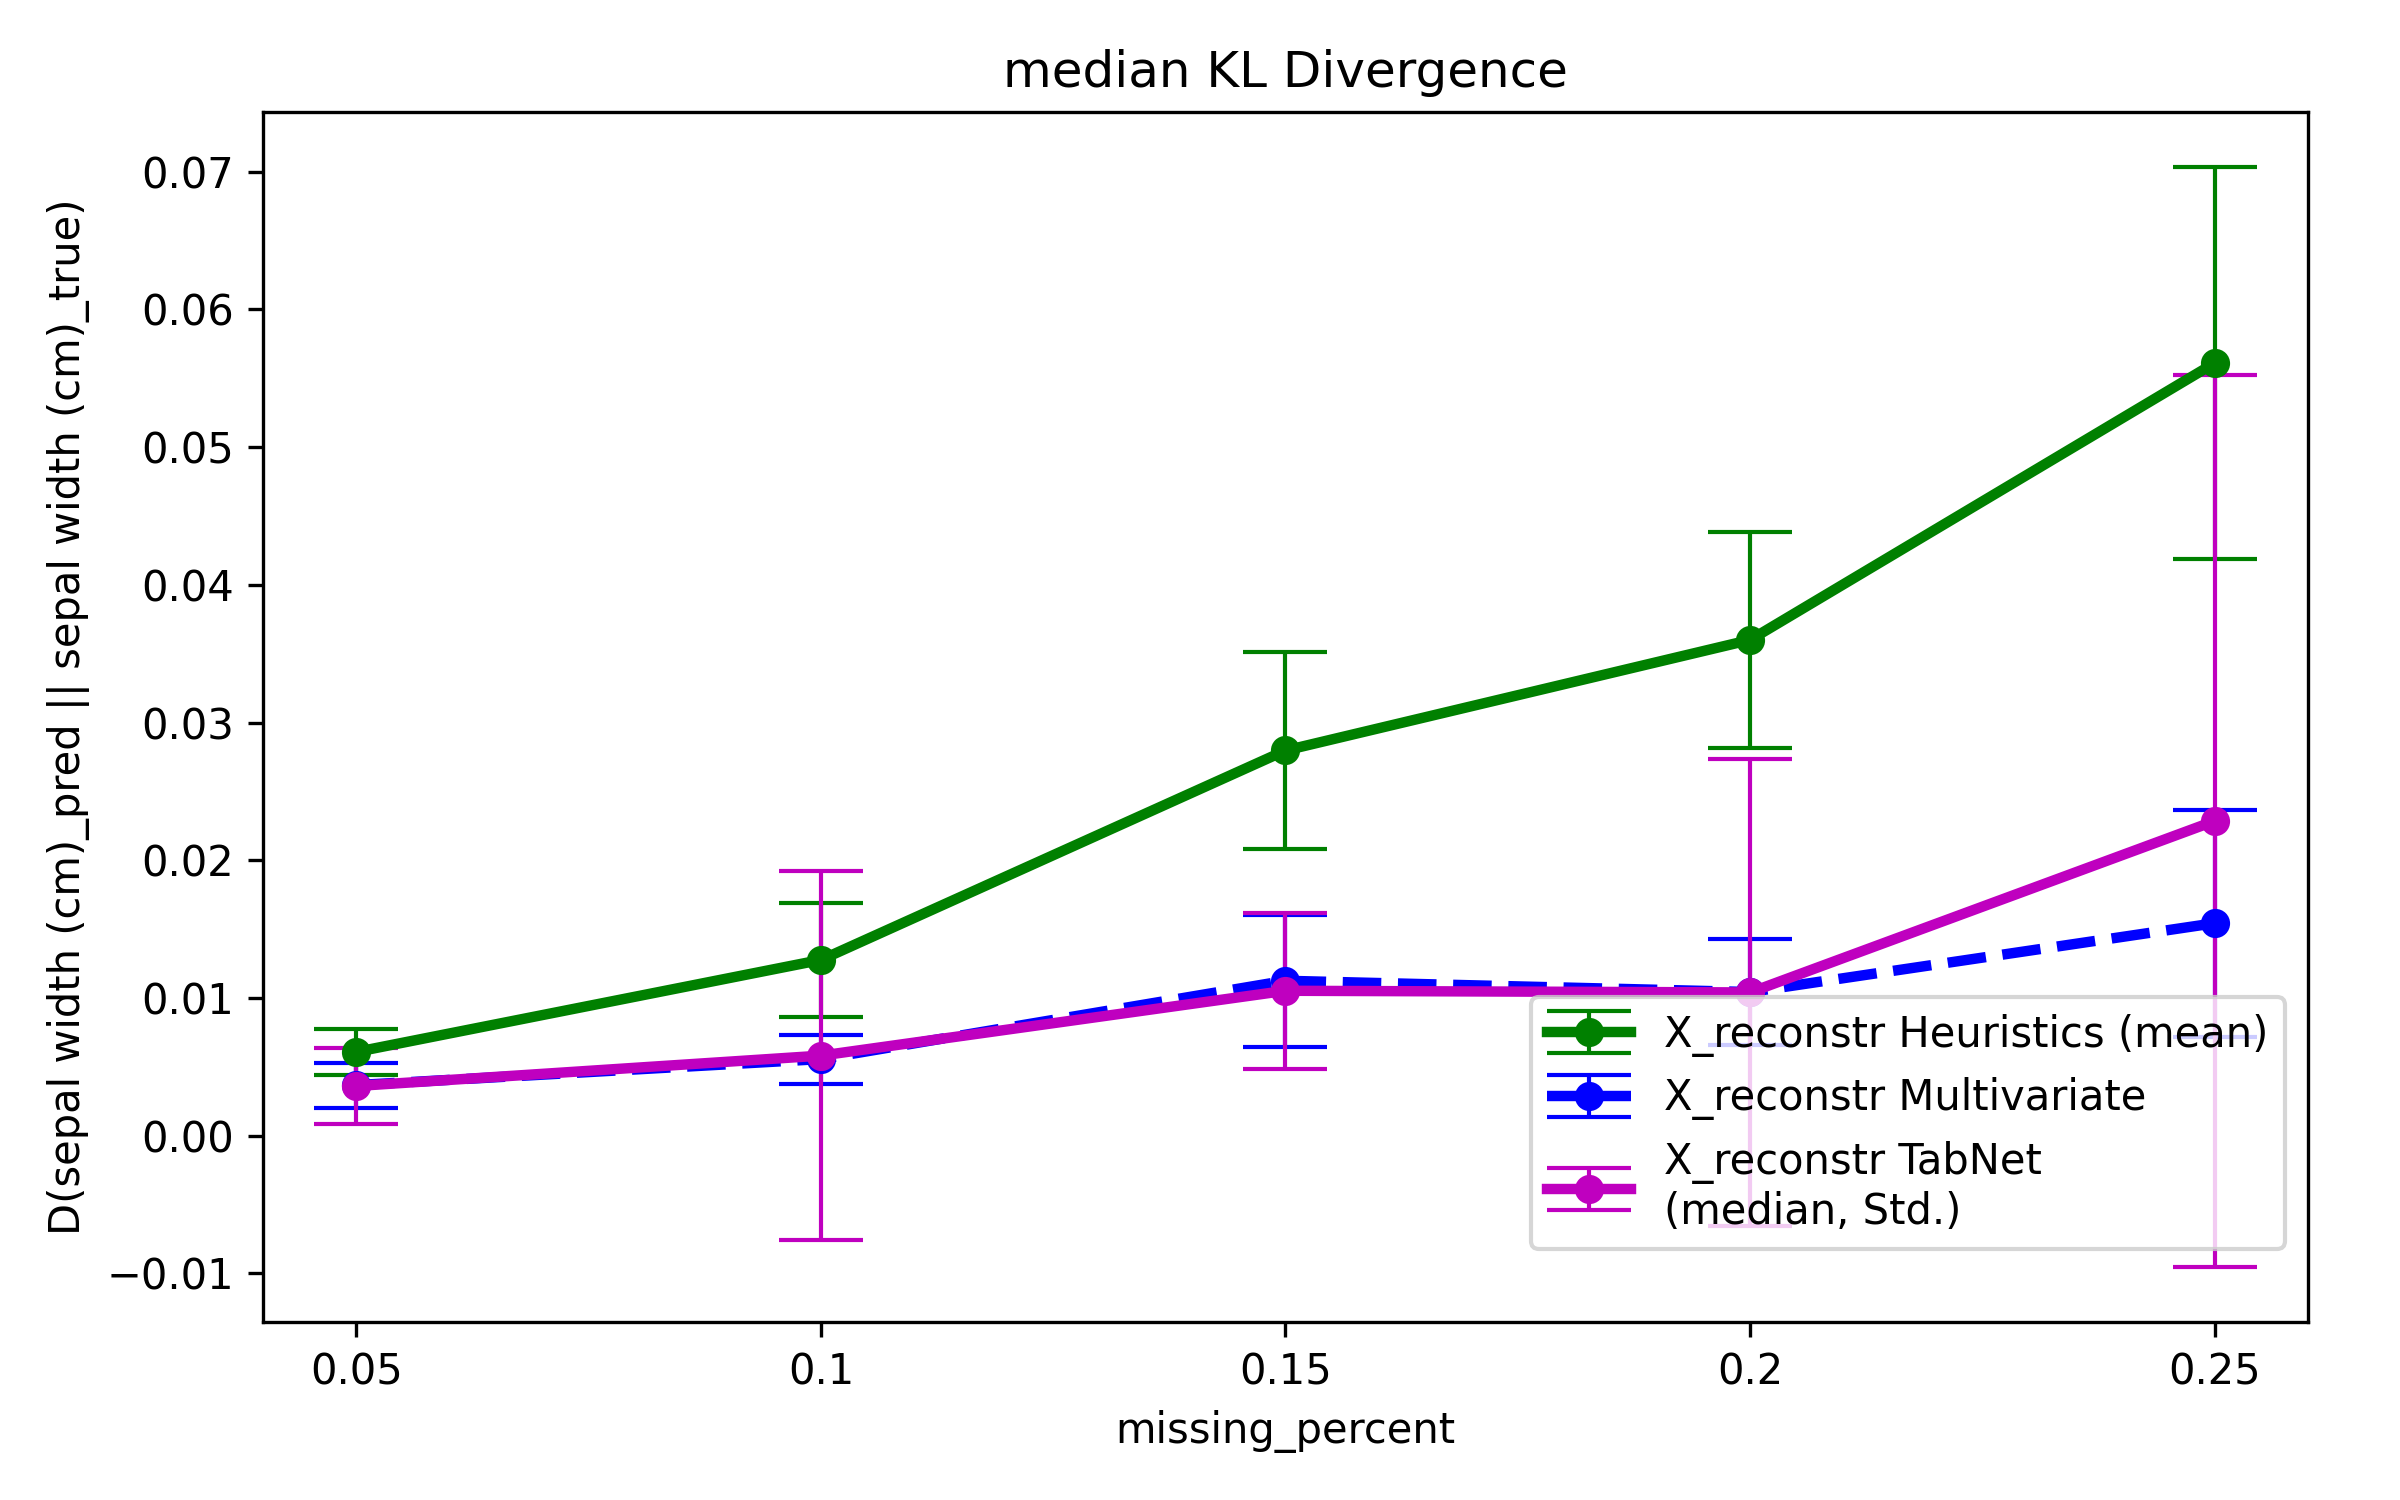 median KL Divergence
D(sepal width (cm)_pred || sepal width (cm)_true)
0.07
0.06
0.05
0.04
0.03
0.02
0.01
0.00
−0.01
X_reconstr Heuristics (mean)
X_reconstr Multivariate
X_reconstr TabNet
(median, Std.)
0.05 0.1 0.15 0.2 0.25
missing_percent